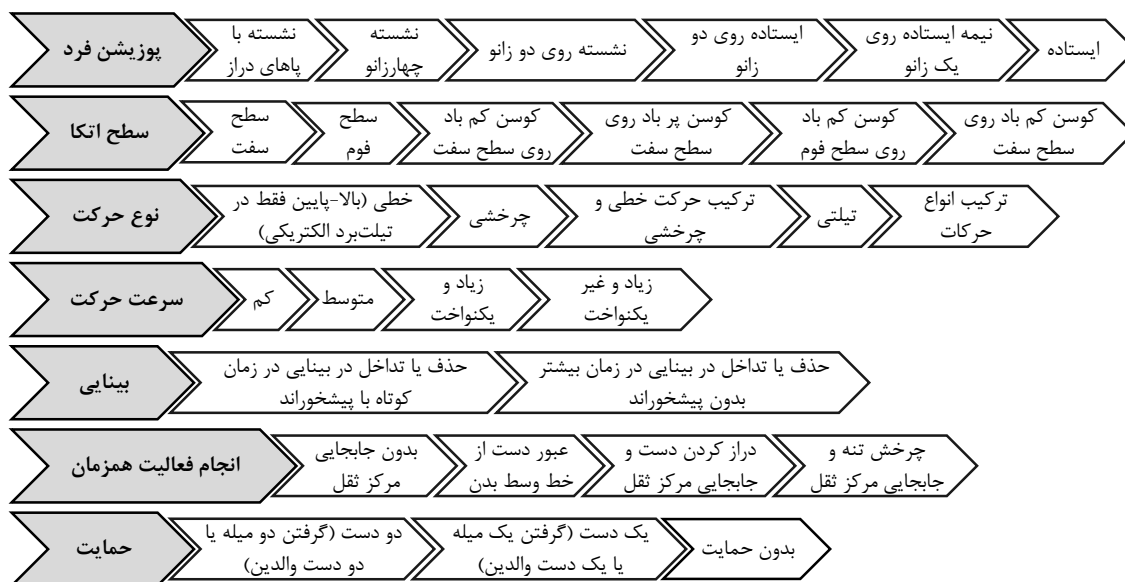 پوزیشن فرد
نشسته با
پاهای دراز
نشسته
چهارزانو
نشسته روی دو زانو
ایستاده روی دو
زانو
نیمه ایستاده روی
یک زانو
ایستاده
سطح اتکا
سطح
سفت
سطح
فوم
کوسن کم باد
روی سطح سفت
کوسن پر باد روی
سطح سفت
کوسن کم باد
روی سطح فوم
کوسن کم باد روی
سطح سفت
نوع حرکت
خطی (بالا-پایین فقط در
تیلت‌برد الکتریکی)
چرخشی
ترکیب حرکت خطی و
چرخشی
تیلتی
ترکیب انواع
حرکات
سرعت حرکت
کم
متوسط
زیاد و
یکنواخت
زیاد و غیر
یکنواخت
بینایی
حذف یا تداخل در بینایی در زمان
کوتاه با پیشخوراند
حذف یا تداخل در بینایی در زمان بیشتر
بدون پیشخوراند
انجام فعالیت همزمان
بدون جابجایی
مرکز ثقل
عبور دست از
خط وسط بدن
دراز کردن دست و
جابجایی مرکز ثقل
چرخش تنه و
جابجایی مرکز ثقل
حمایت
دو دست (گرفتن دو میله یا
دو دست والدین)
یک دست (گرفتن یک میله
یا یک دست والدین)
بدون حمایت